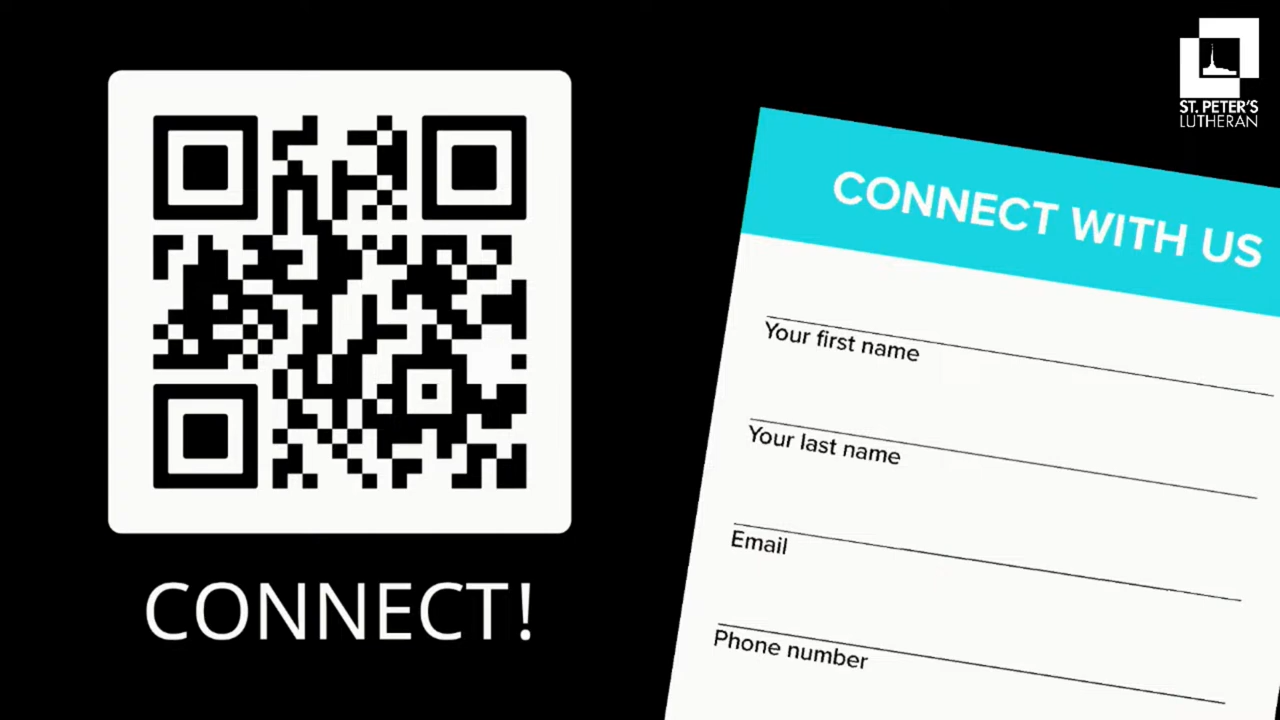 ST. PETER'S
LUTHERAN
CONNECT WITH US
Your first name
Your last name
Email
Phone number
CONNECT!